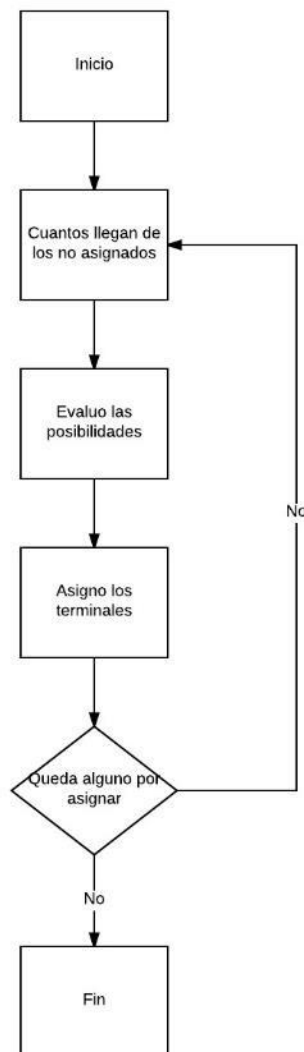 Inicio
Cuantos llegan de
los no asignados
Evaluo las
posibilidades
Asigno los
terminales
Queda alguno por
asignar
No
No
Fin